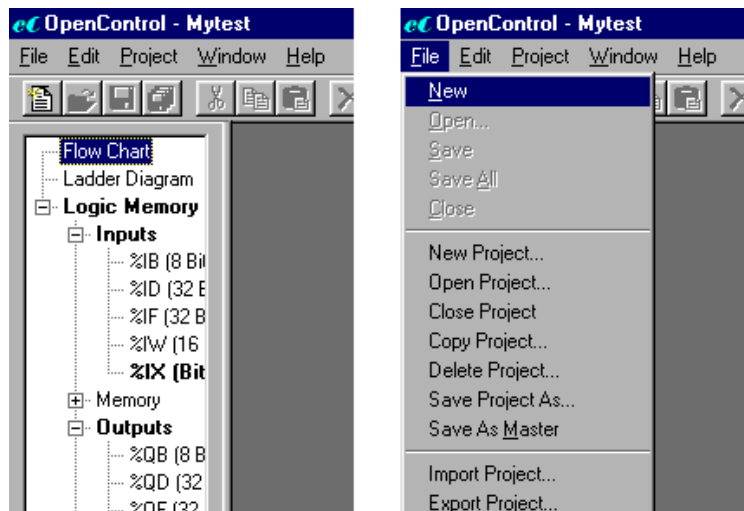 eC OpenControl - Mytest
File Edit Project Window Help
Flow Chart
Ladder Diagram
Logic Memory
Inputs
%IB (8 Bit
%ID (32 B
%IF (32 B
%IW (16
%IX (Bit
Memory
Outputs
%QB (8 B
%QD (32
%QF (32
eC OpenControl - Mytest
File Edit Project Window Help
New
Open...
Save
Save All
Close
New Project...
Open Project...
Close Project
Copy Project...
Delete Project...
Save Project As...
Save As Master
Import Project...
Export Project...